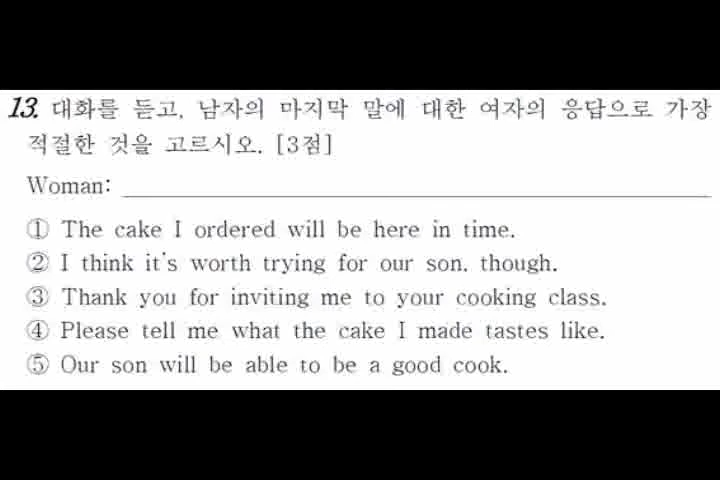 13. 대화를 듣고, 남자의 마지막 말에 대한 여자의 응답으로 가장
적절한 것을 고르시오. [3점]
Woman:
① The cake I ordered will be here in time.
② I think it's worth trying for our son, though.
③ Thank you for inviting me to your cooking class.
④ Please tell me what the cake I made tastes like.
⑤ Our son will be able to be a good cook.